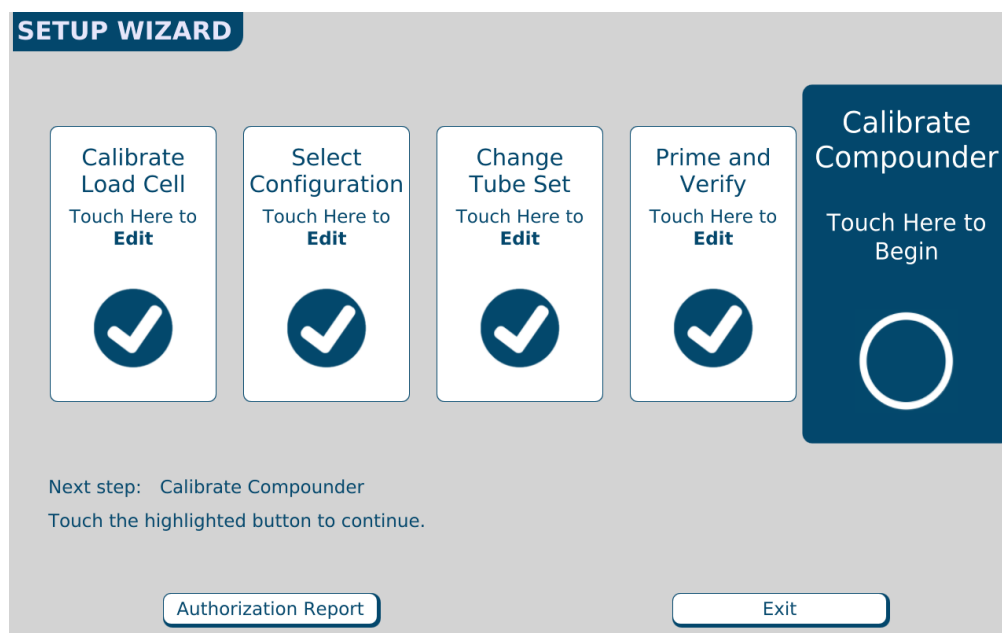 SETUP WIZARD
Calibrate
Load Cell
Touch Here to
Edit
Select
Configuration
Touch Here to
Edit
Change
Tube Set
Touch Here to
Edit
Prime and
Verify
Touch Here to
Edit
Calibrate
Compounder
Touch Here to
Begin
Next step: Calibrate Compounder
Touch the highlighted button to continue.
Authorization Report
Exit